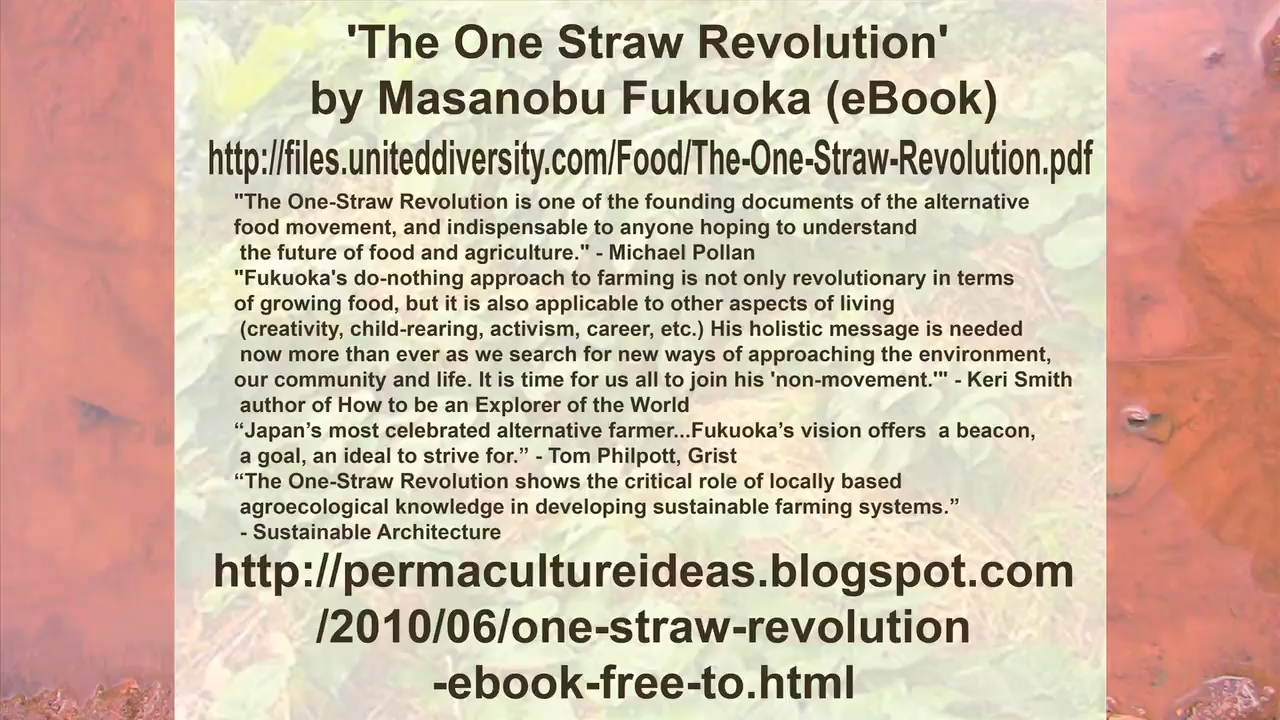 'The One Straw Revolution'
by Masanobu Fukuoka (eBook)
http://files.uniteddiversity.com/Food/The-One-Straw-Revolution.pdf
"The One-Straw Revolution is one of the founding documents of the alternative
food movement, and indispensable to anyone hoping to understand
the future of food and agriculture." - Michael Pollan
"Fukuoka's do-nothing approach to farming is not only revolutionary in terms
of growing food, but it is also applicable to other aspects of living
(creativity, child-rearing, activism, career, etc.) His holistic message is needed
now more than ever as we search for new ways of approaching the environment,
our community and life. It is time for us all to join his 'non-movement.'" - Keri Smith
author of How to be an Explorer of the World
“Japan’s most celebrated alternative farmer...Fukuoka’s vision offers  a beacon,
a goal, an ideal to strive for.” - Tom Philpott, Grist
“The One-Straw Revolution shows the critical role of locally based
agroecological knowledge in developing sustainable farming systems.”
- Sustainable Architecture
http://permacultureideas.blogspot.com
/2010/06/one-straw-revolution
-ebook-free-to.html